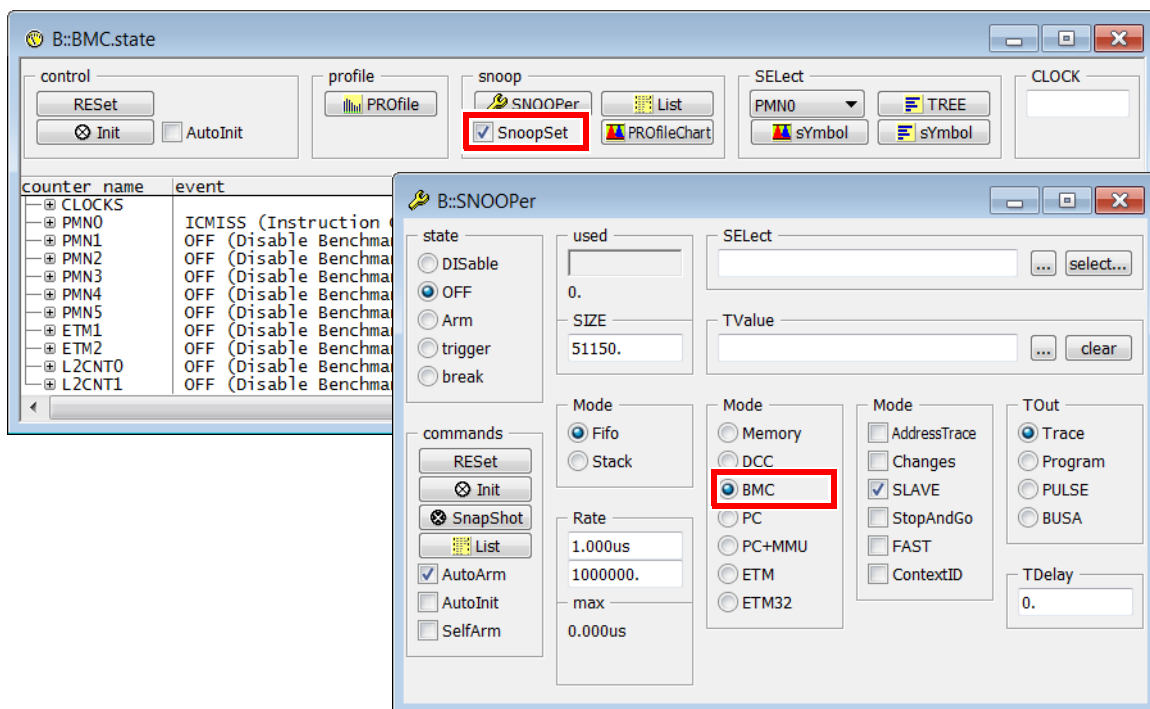 B::BMC.state
control
RESet
Init
AutoInit
profile
PROfile
snoop
SNOOPer
List
SnoopSet
PROfileChart
SELect
PMN0
TREE
sYmbol
sYmbol
CLOCK
counter name event
CLOCKS
PMN0 ICMISS (Instruction
PMN1 OFF (Disable Benchmar
PMN2 OFF (Disable Benchmar
PMN3 OFF (Disable Benchmar
PMN4 OFF (Disable Benchmar
PMN5 OFF (Disable Benchmar
ETM1 OFF (Disable Benchmar
ETM2 OFF (Disable Benchmar
L2CNT0 OFF (Disable Benchmar
L2CNT1 OFF (Disable Benchmar
B::SNOOPer
state
DISable
OFF
Arm
trigger
break
used
0.
SIZE
51150.
SELect
...
select...
TValue
...
clear
commands
RESet
Init
SnapShot
List
AutoArm
AutoInit
SelfArm
Mode
Fifo
Stack
Rate
1.000us
1000000.
max
0.000us
Mode
Memory
DCC
BMC
PC
PC+MMU
ETM
ETM32
Mode
AddressTrace
Changes
SLAVE
StopAndGo
FAST
ContextID
TOut
Trace
Program
PULSE
BUSA
TDelay
0.